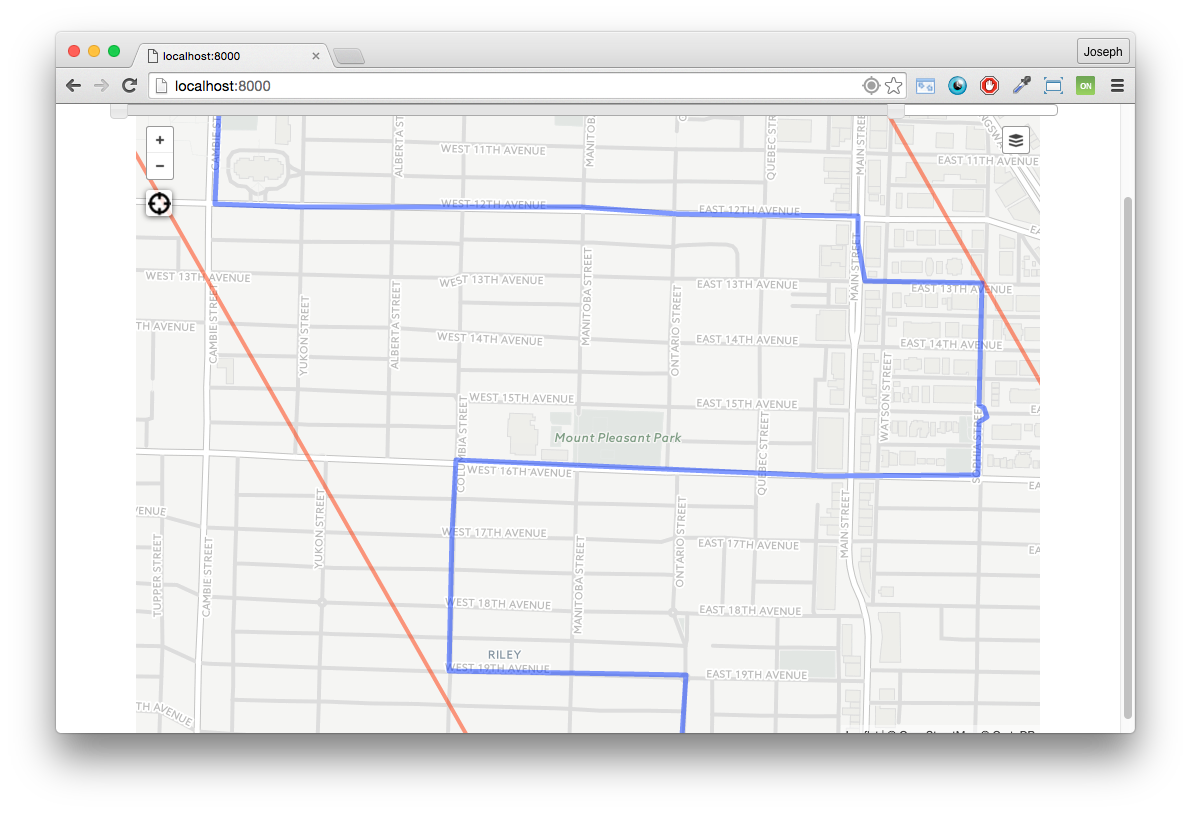 localhost:8000
×
Joseph
localhost:8000
ON
+
−
CAMBIE STREET
WEST 11TH AVENUE
EAST 11TH AVENUE
WEST 12TH AVENUE
EAST 12TH AVENUE
MAIN STREET
WEST 13TH AVENUE
WEST 13TH AVENUE
EAST 13TH AVENUE
EAST 13TH AVENUE
MAIN STREET
MANITOBA STREET
CAMBIE STREET
YUKON STREET
ALBERTA STREET
ONTARIO STREET
TH AVENUE
WEST 14TH AVENUE
EAST 14TH AVENUE
EAST 14TH AVENUE
WATSON STREET
WEST 15TH AVENUE
EAST 15TH AVENUE
COLUMBIA STREET
QUEBEC STREET
SOPHIA STREET
Mount Pleasant Park
WEST 16TH AVENUE
VENUE
YUKON STREET
ONTARIO STREET
MAIN STREET
WEST 17TH AVENUE
EAST 17TH AVENUE
TUPPER STREET
CAMBIE STREET
MANITOBA STREET
WEST 18TH AVENUE
EAST 18TH AVENUE
RILEY
WEST 19TH AVENUE
EAST 19TH AVENUE
TH AVENUE